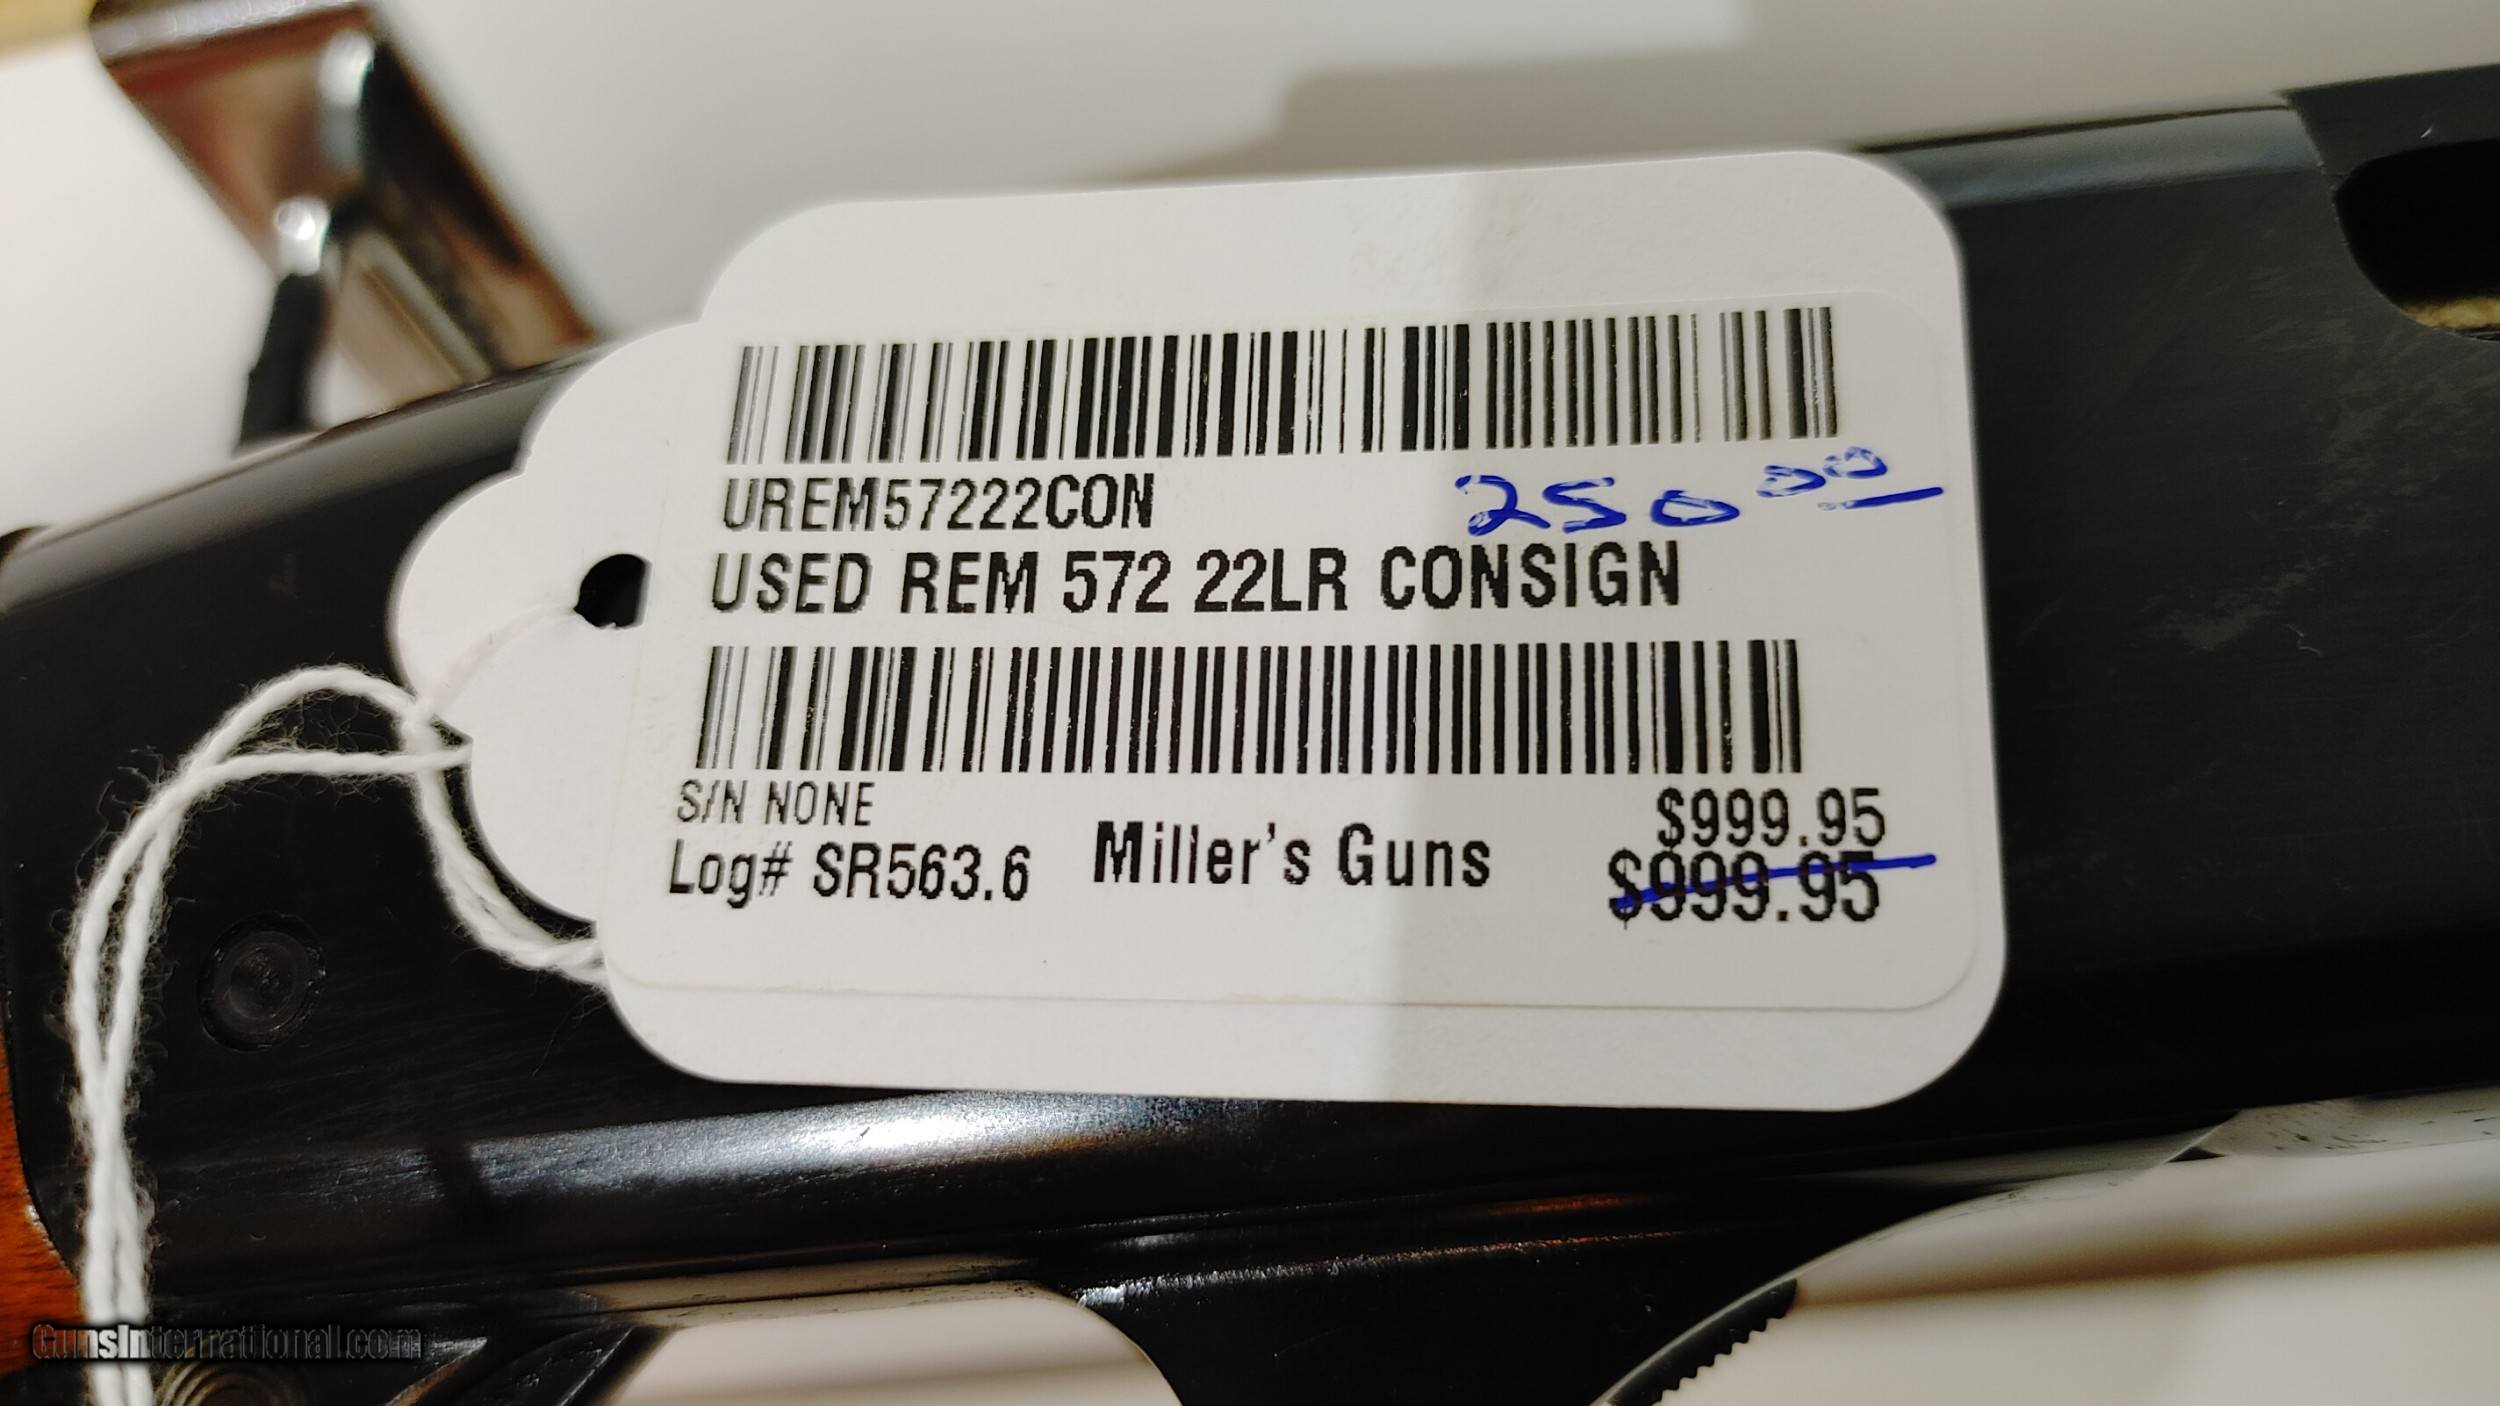 UREM57222CON
250 00
USED REM 572 22LR CONSIGN
S/N NONE
$999.95
Log# SR563.6 Miller's Guns
$999.95
GunsInternational.com